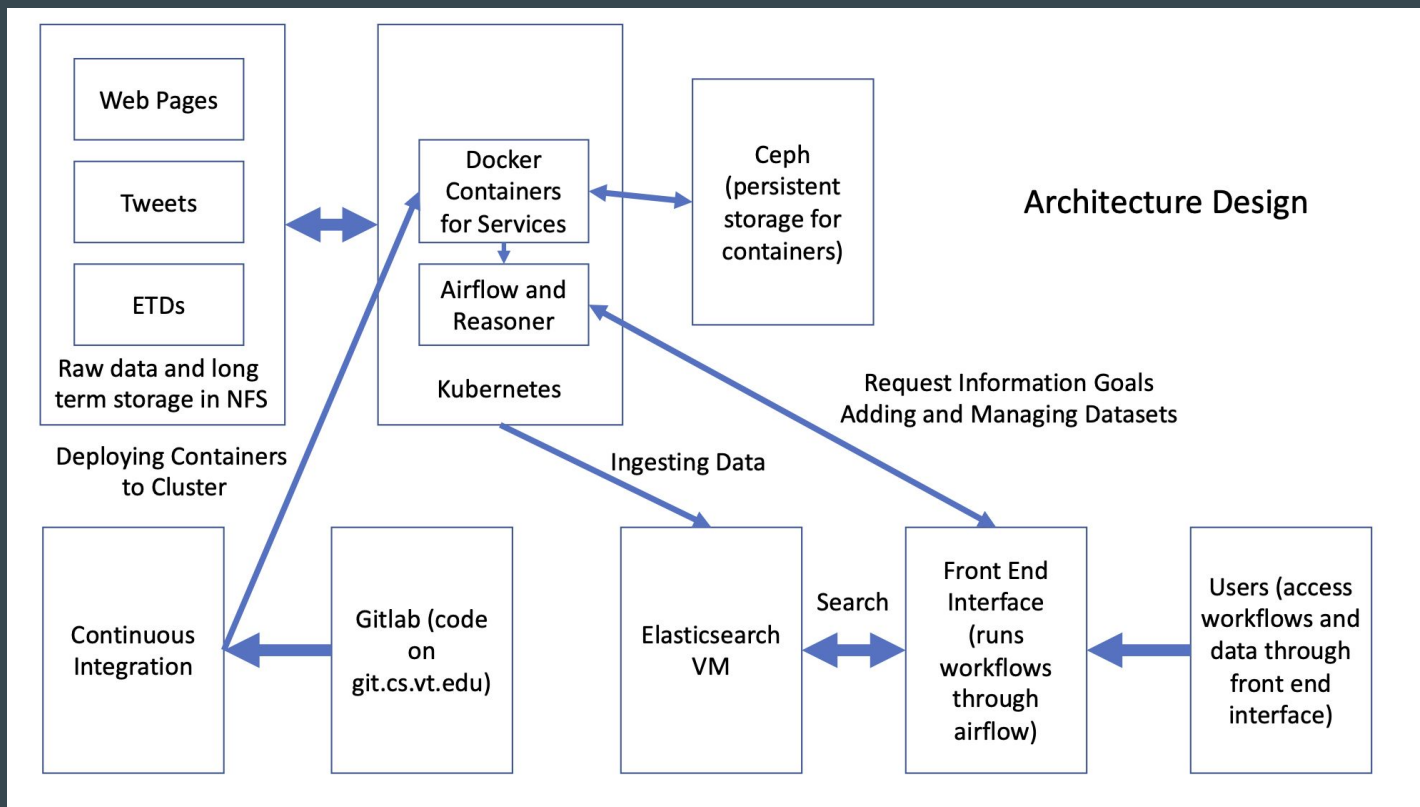 Web Pages
Tweets
ETDs
Raw data and long
term storage in NFS
Docker
Containers
for Services
Airflow and
Reasoner
Kubernetes
Ceph
(persistent
storage for
containers)
Architecture Design
Request Information Goals
Adding and Managing Datasets
Deploying Containers
to Cluster
Ingesting Data
Continuous
Integration
Gitlab (code
on
git.cs.vt.edu)
Elasticsearch
VM
Search
Front End
Interface
(runs
workflows
through
airflow)
Users (access
workflows and
data through
front end
interface)